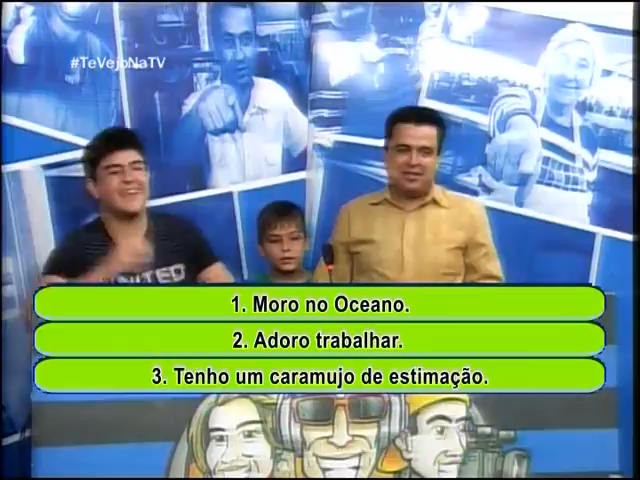 #TeVejoNaTV
UNITED
1. Moro no Oceano.
2. Adoro trabalhar.
3. Tenho um caramujo de estimação.